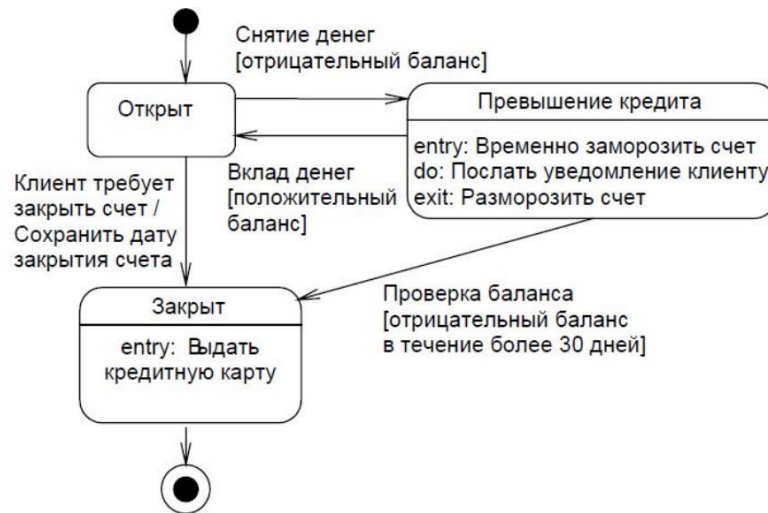 Снятие денег
[отрицательный баланс]
Открыт
Превышение кредита
entry: Временно заморозить счет
do: Послать уведомление клиенту
exit: Разморозить счет
Вклад денег
[положительный
баланс]
Клиент требует
закрыть счет /
Сохранить дату
закрытия счета
Закрыт
entry: Выдать
кредитную карту
Проверка баланса
[отрицательный баланс
в течение более 30 дней]